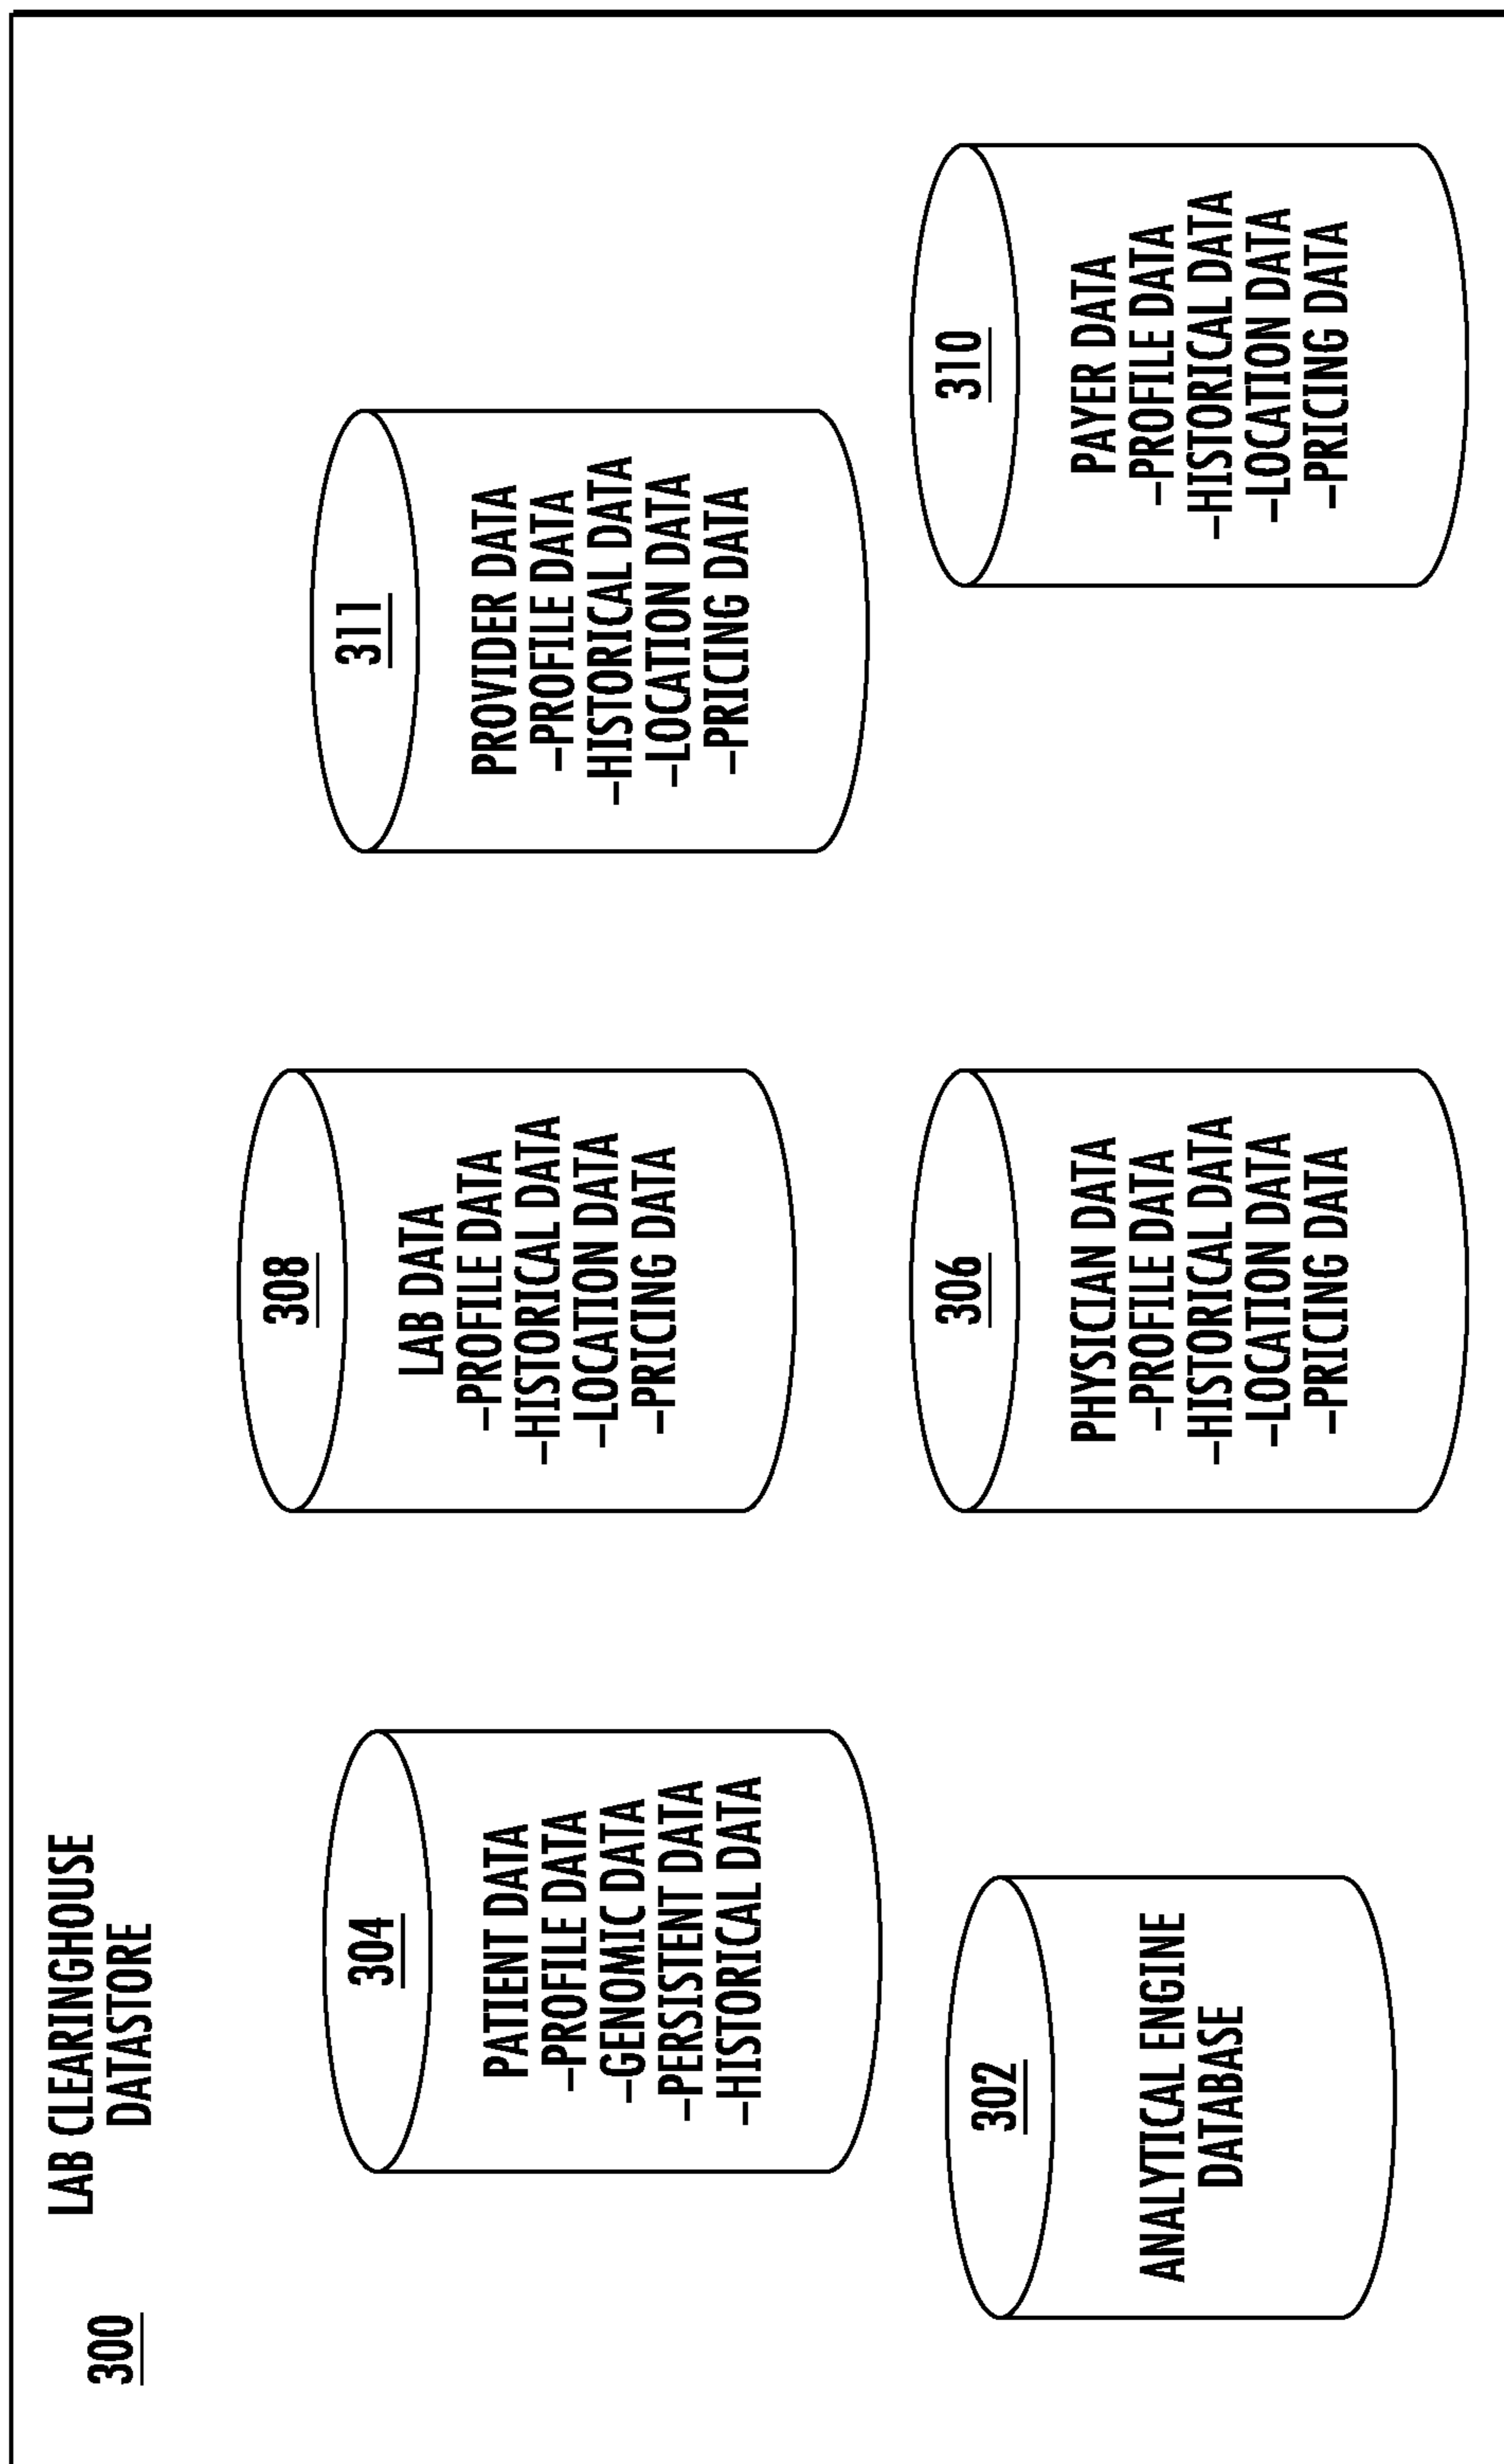 300
LAB CLEARINGHOUSE
DATASTORE
304
PATIENT DATA
–PROFILE DATA
–GENOMIC DATA
–PERSISTENT DATA
–HISTORICAL DATA
308
LAB DATA
–PROFILE DATA
–HISTORICAL DATA
–LOCATION DATA
–PRICING DATA
311
PROVIDER DATA
–PROFILE DATA
–HISTORICAL DATA
–LOCATION DATA
–PRICING DATA
302
ANALYTICAL ENGINE
DATABASE
306
PHYSICIAN DATA
–PROFILE DATA
–HISTORICAL DATA
–LOCATION DATA
–PRICING DATA
310
PAYER DATA
–PROFILE DATA
–HISTORICAL DATA
–LOCATION DATA
–PRICING DATA